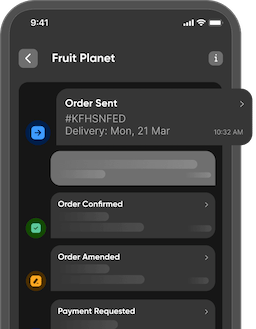 9:41
Fruit Planet
Order Sent
#KFHSNFED
Delivery: Mon, 21 Mar
10:32 AM
Order Confirmed
Order Amended
Payment Requested